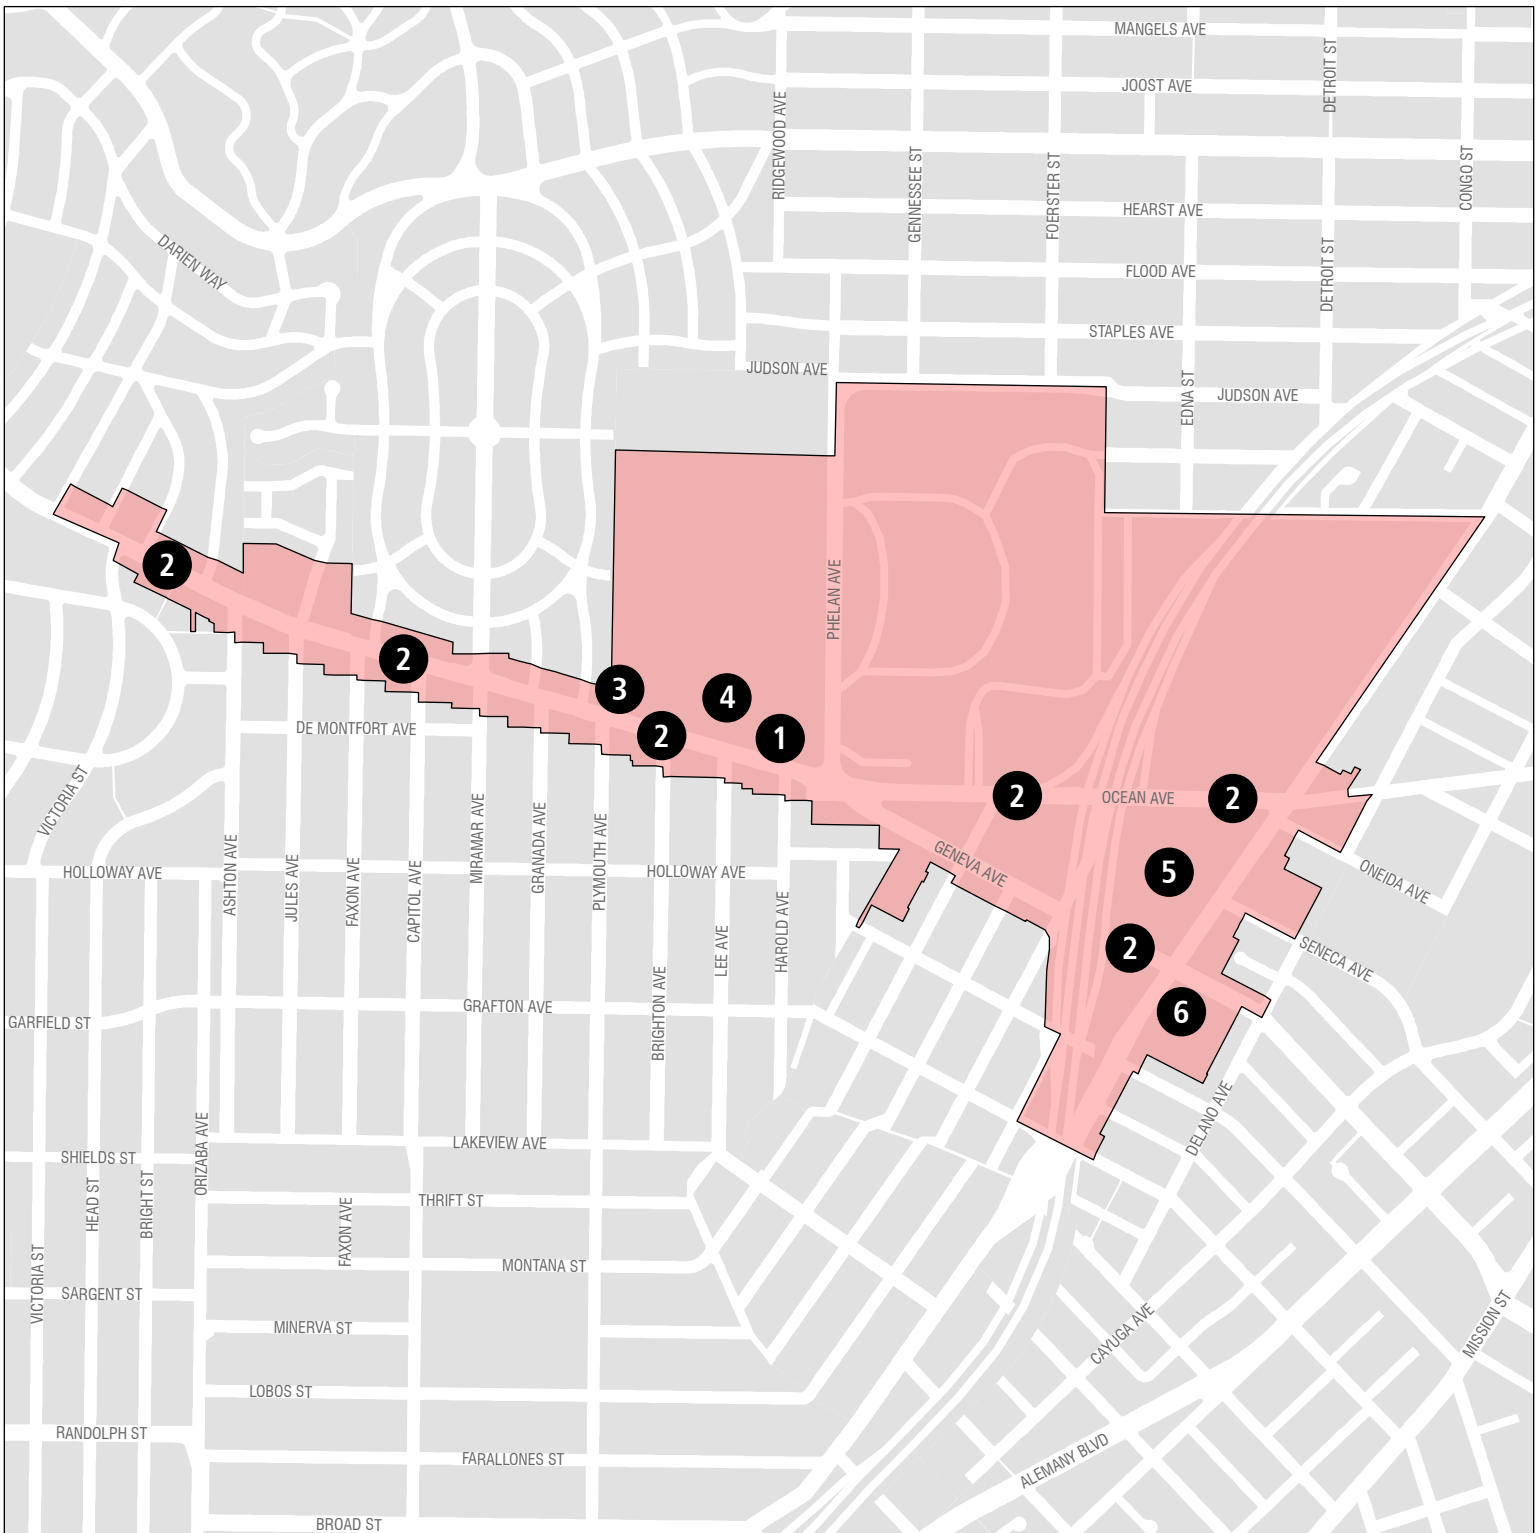 MANGELS AVE
DETROIT ST
JOOST AVE
RIDGEWOOD AVE
GENNESSEE ST
FOERSTER ST
CONGO ST
HEARST AVE
DARIEN WAY
FLOOD AVE
DETROIT ST
STAPLES AVE
JUDSON AVE
EDNA ST
JUDSON AVE
2
PHELAN AVE
2
3
4
2
1
DE MONTFORT AVE
VICTORIA ST
2
OCEAN AVE
2
MIRAMAR AVE
GRANADA AVE
PLYMOUTH AVE
GENEVA AVE
HOLLOWAY AVE
ASHTON AVE
JULES AVE
FAXON AVE
CAPITOL AVE
HOLLOWAY AVE
5
ONEIDA AVE
HAROLD AVE
LEE AVE
2
SENECA AVE
BRIGHTON AVE
GRAFTON AVE
6
GARFIELD ST
DELANO AVE
ORIZABA AVE
LAKEVIEW AVE
SHIELDS ST
HEAD ST
BRIGHT ST
THRIFT ST
FAXON AVE
MONTANA ST
VICTORIA ST
SARGENT ST
MINERVA ST
CAYUGA AVE
MISSION ST
LOBOS ST
RANDOLPH ST
FARALLONES ST
ALEMANY BLVD
BROAD ST